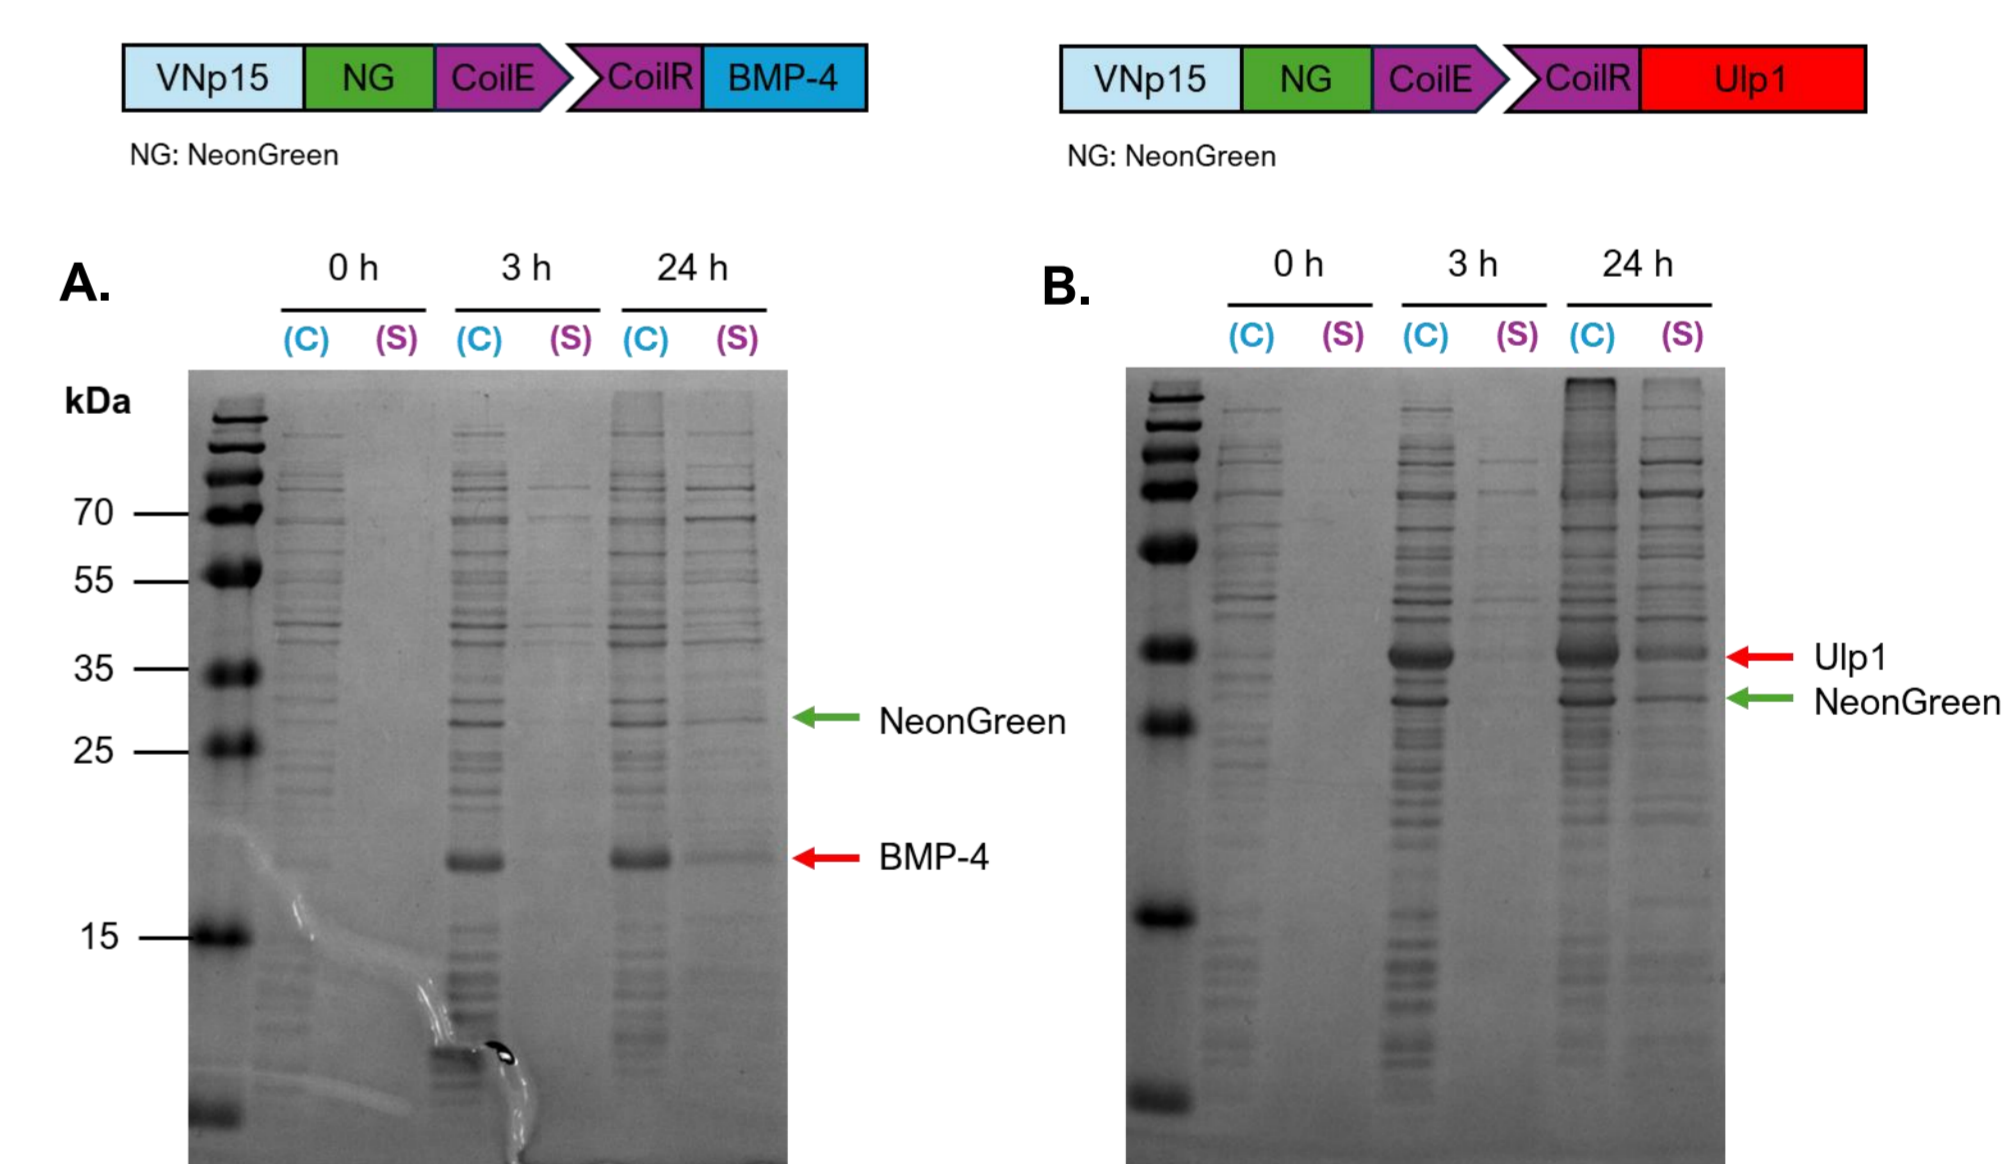 VNp15 NG CoilE CoilR BMP-4
NG: NeonGreen
VNp15 NG CoilE CoilR Ulp1
NG: NeonGreen
A.
0 h 3 h 24 h
(C) (S) (C) (S) (C) (S)
kDa
70
55
35
25
15
NeonGreen
BMP-4
B.
0 h 3 h 24 h
(C) (S) (C) (S) (C) (S)
Ulp1
NeonGreen